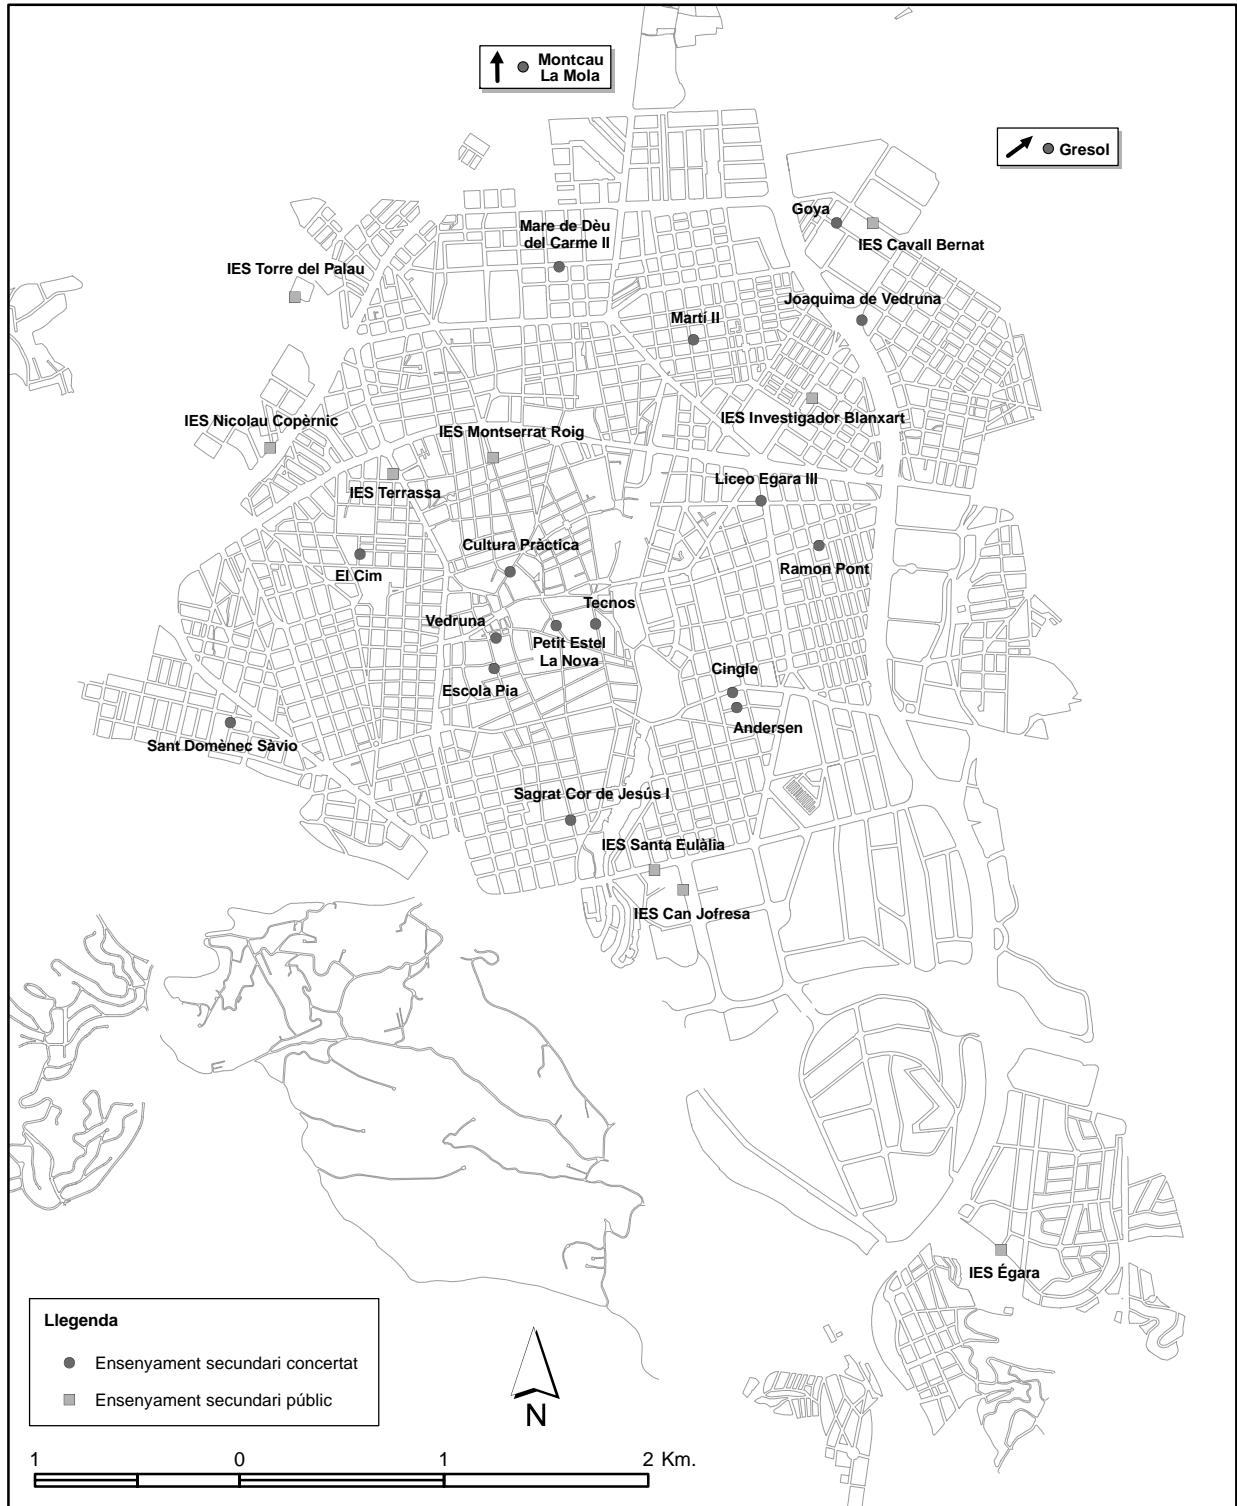 Montcau
La Mola
Gresol
Goya
Mare de Dèu
del Carme II
IES Cavall Bernat
IES Torre del Palau
Joaquima de Vedruna
Martí II
IES Investigador Blanxart
IES Nicolau Copèrnic
IES Montserrat Roig
Liceo Egara III
IES Terrassa
Cultura Pràctica
El Cim
Ramon Pont
Tecnos
Vedruna
Petit Estel
La Nova
Cingle
Escola Pia
Andersen
Sant Domènec Sàvio
Sagrat Cor de Jesús I
IES Santa Eulàlia
IES Can Jofresa
IES Égara
Llegenda
Ensenyament secundari concertat
Ensenyament secundari públic
N
1 0 1 2 Km.